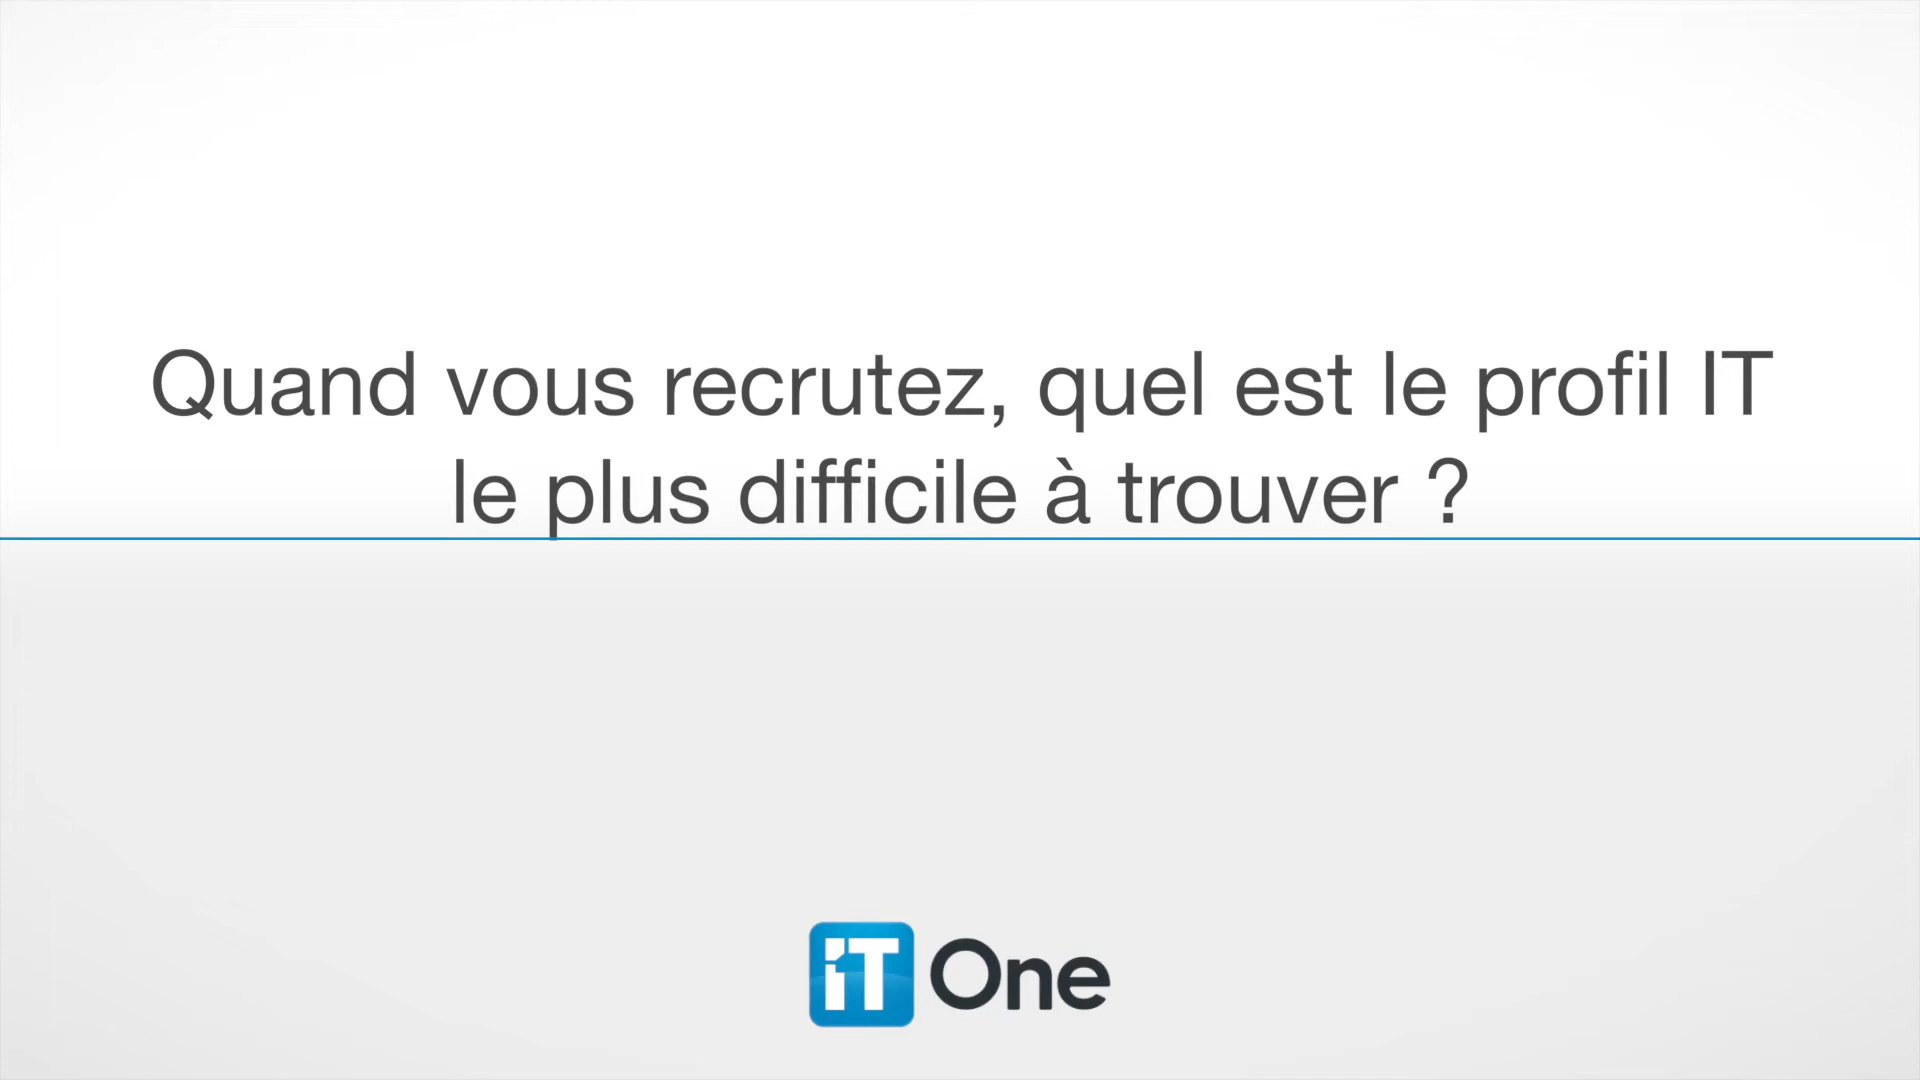 Quand vous recrutez, quel est le profil IT
le plus difficile à trouver ?
iT One